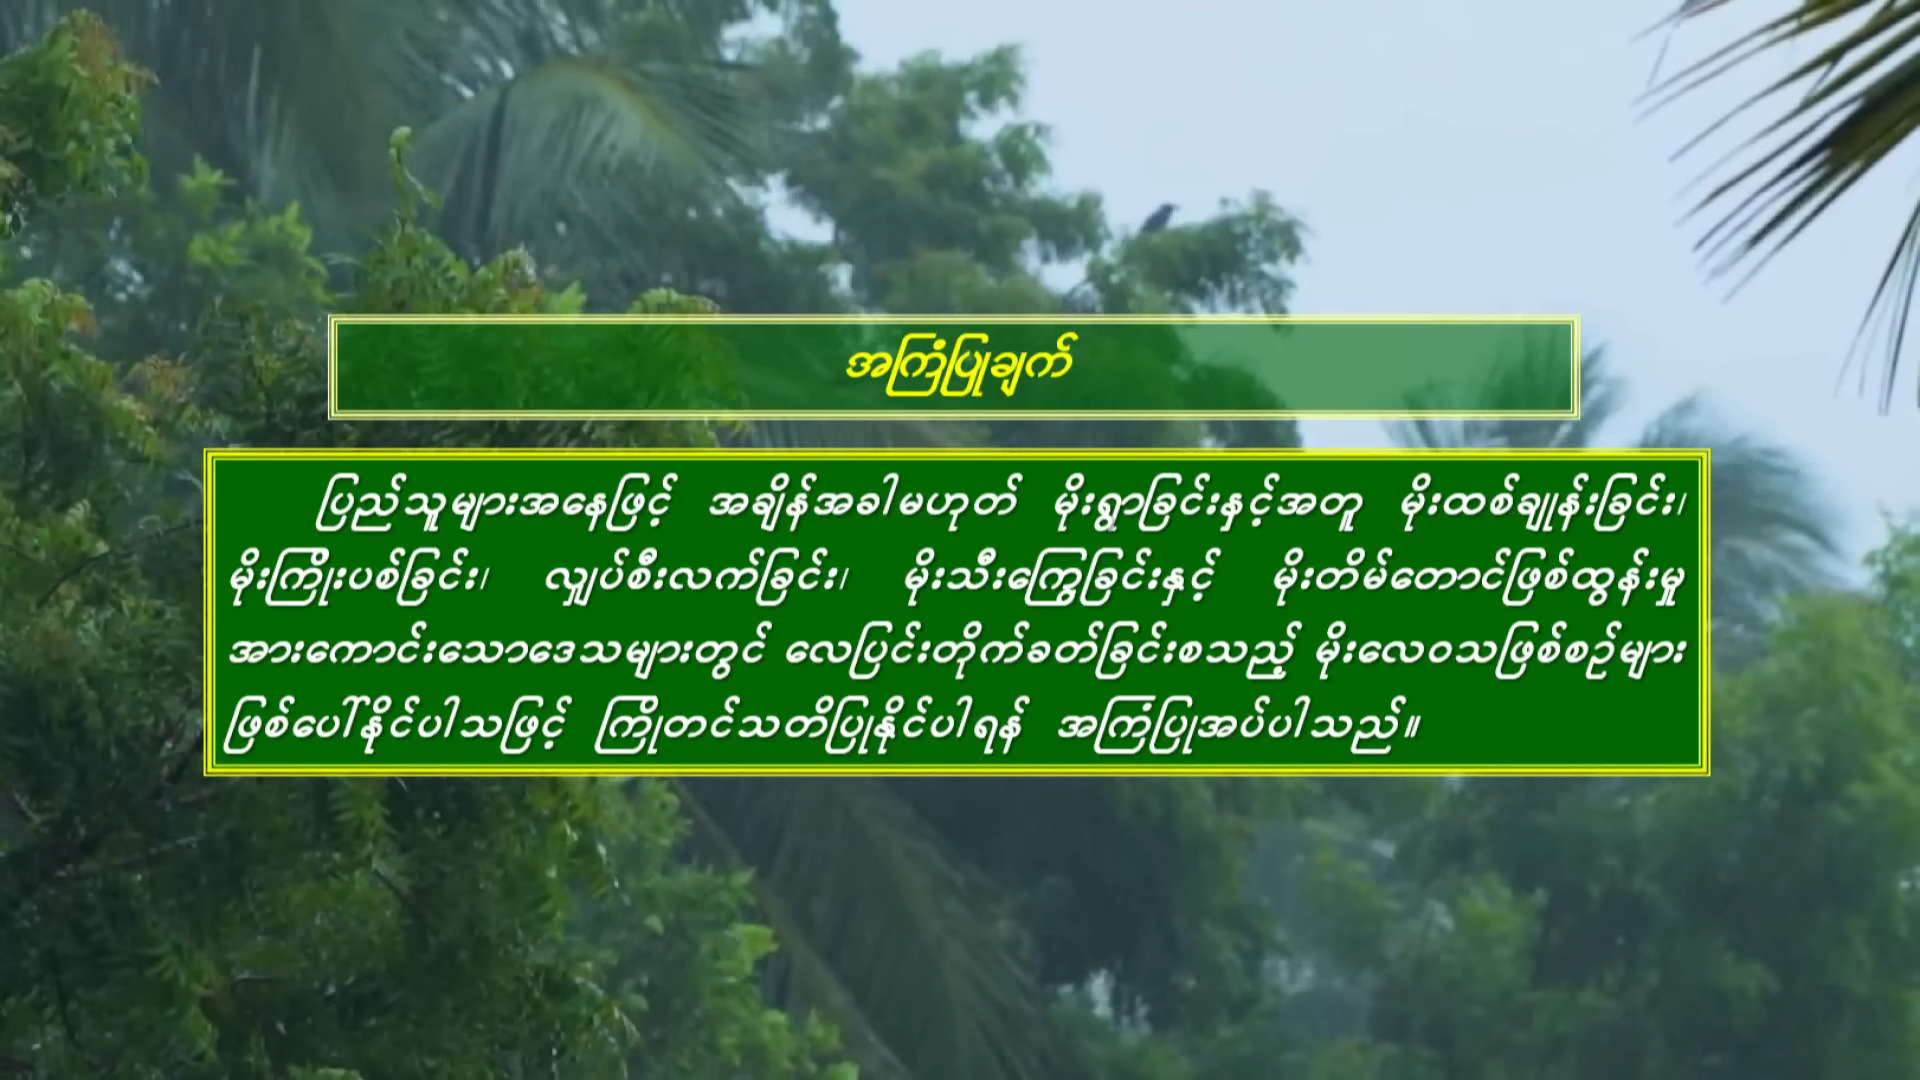 အကြံပြုချက်
ပြည်သူများအနေဖြင့် အချိန်အခါမဟုတ် မိုးရွာခြင်းနှင့်အတူ မိုးထစ်ချုန်းခြင်း၊
မိုးကြိုးပစ်ခြင်း၊ လျှပ်စီးလက်ခြင်း၊ မိုးသီးကြွေခြင်းနှင့် မိုးတိမ်တောင်ဖြစ်ထွန်းမှု
အားကောင်းသောဒေသများတွင် လေပြင်းတိုက်ခတ်ခြင်းစသည့် မိုးလေဝသဖြစ်စဉ်များ
ဖြစ်ပေါ်နိုင်ပါသဖြင့် ကြိုတင်သတိပြုနိုင်ပါရန် အကြံပြုအပ်ပါသည်။